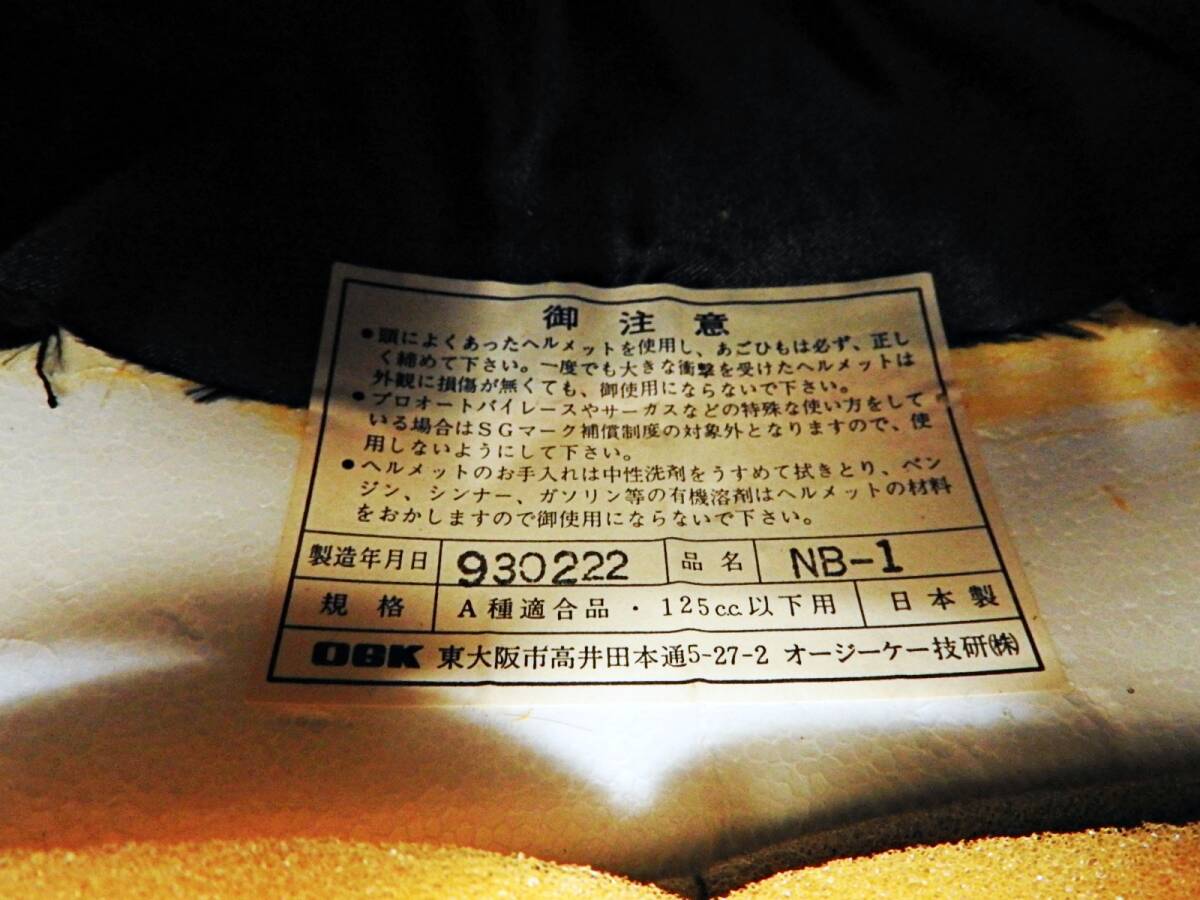 御注意
●頭によくあったヘルメットを使用し、あごひもは必ず、正し
く締めて下さい。一度でも大きな衝撃を受けたヘルメットは
外観に損傷が無くても、御使用にならないで下さい。
●プロオートバイレースやサーガスなどの特殊な使い方をして
いる場合はSGマーク補償制度の対象外となりますので、使
用しないようにして下さい。
●ヘルメットのお手入れは中性洗剤をうすめて拭きとり、ベン
ジン、シンナー、ガソリン等の有機溶剤はヘルメットの材料
をおかしますので御使用にならないで下さい。
製造年月日 930222 品名 NB-1
規格 A種適合品・125c.c.以下用 日本製
OGK 東大阪市高井田本通5-27-2 オージーケー技研㈱